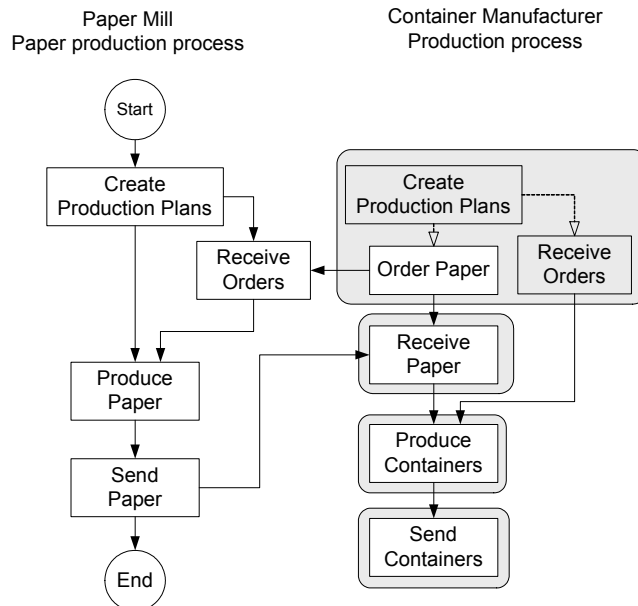 Paper Mill
Paper production process
Container Manufacturer
Production process
Start
Create
Production Plans
Receive
Orders
Produce
Paper
Send
Paper
End
Create
Production Plans
Order Paper
Receive
Orders
Receive
Paper
Produce
Containers
Send
Containers